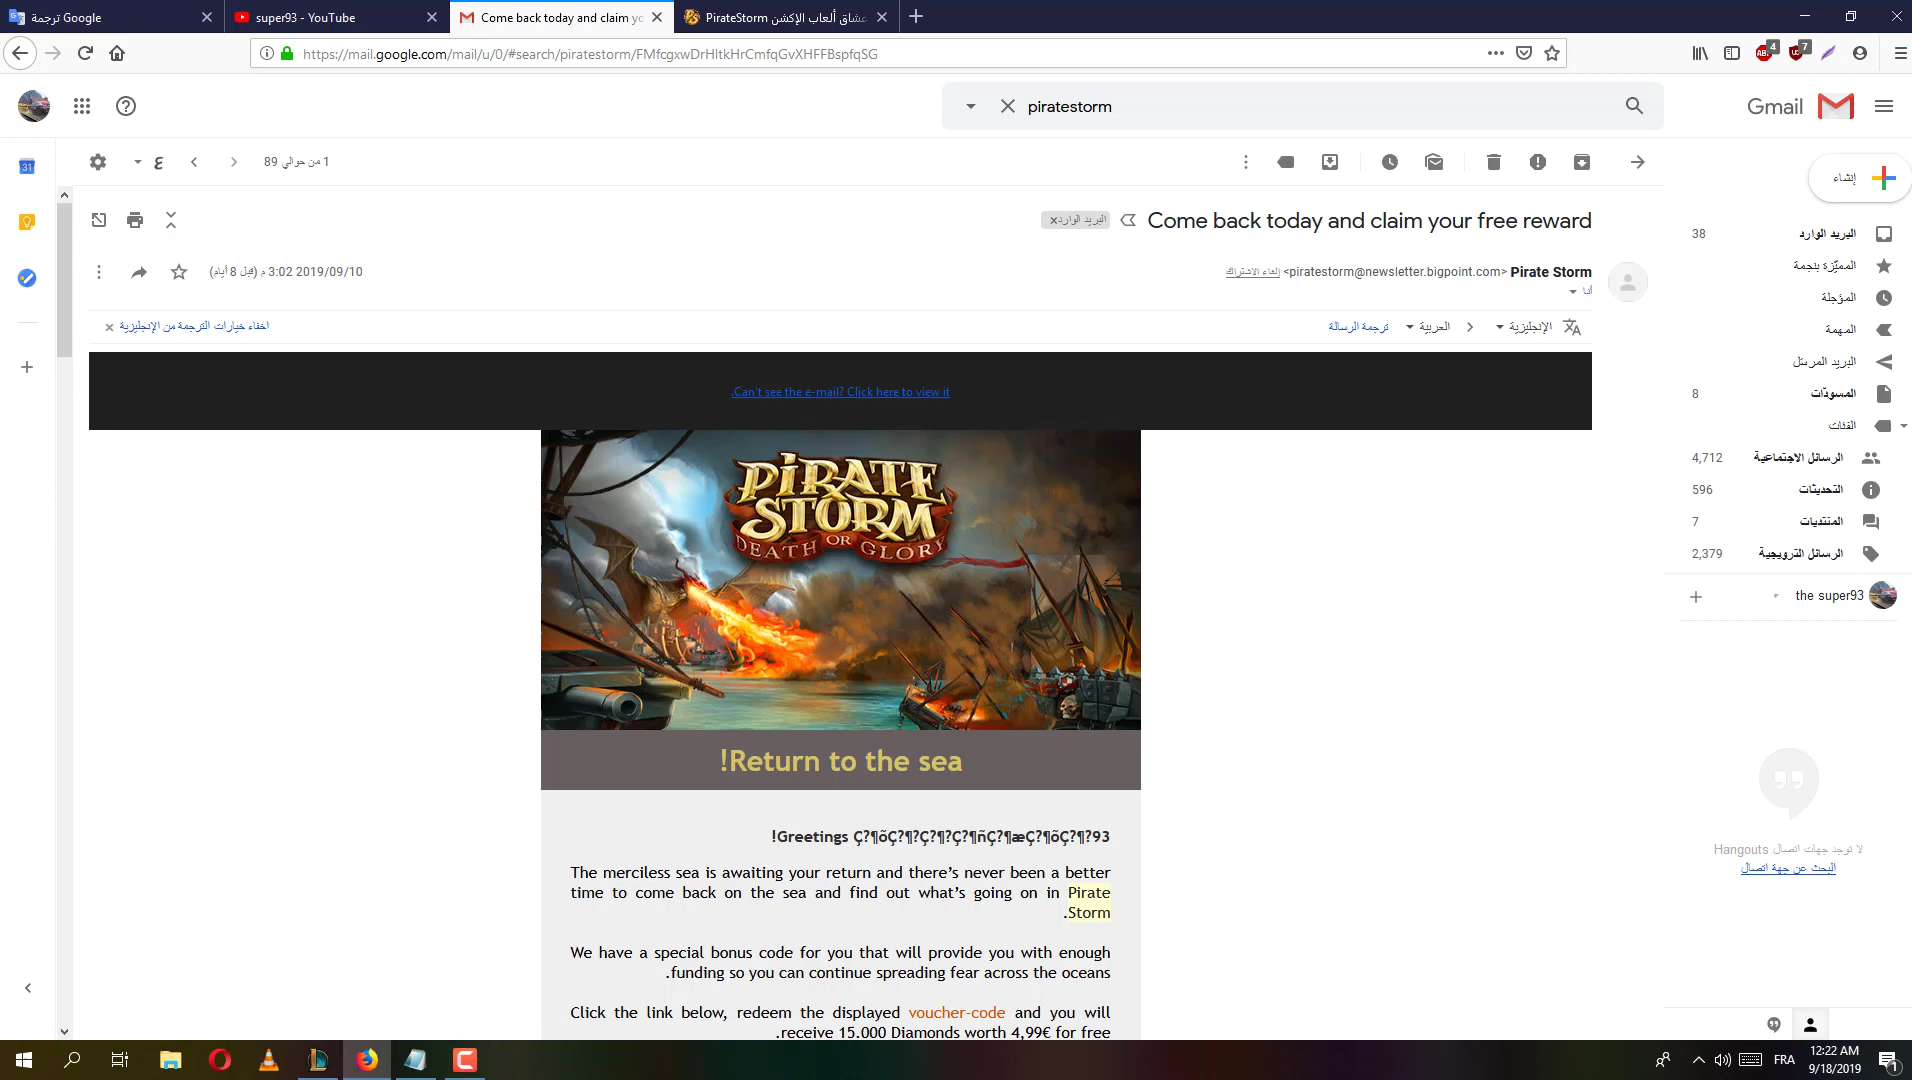 ترجمة Google
super93 - YouTube
Come back today and claim yo
PirateStorm عشاق ألعاب الإكشن
https://mail.google.com/mail/u/0/#search/piratestorm/FMfcgxwDrHltkHrCmfqGvXHFFBspfqSG
4
7
piratestorm
Gmail
31
ع
1 من حوالي 89
إنشاء
Come back today and claim your free reward
البريد الوارد x
Pirate Storm <piratestorm@newsletter.bigpoint.com> إلغاء الاشتراك
3:02 2019/09/10 م (قبل 8 أيام)
أنا
الإنجليزية
العربية
ترجمة الرسالة
اخفاء خيارات الترجمة من الإنجليزية
.Can't see the e-mail? Click here to view it
PIRATE
STORM
DEATH OR GLORY
!Return to the sea
!Greetings Ç?¶õÇ?¶?Ç?¶?Ç?¶ñÇ?¶æÇ?¶õÇ?¶?93
The merciless sea is awaiting your return and there's never been a better
time to come back on the sea and find out what's going on in Pirate
.Storm
We have a special bonus code for you that will provide you with enough
.funding so you can continue spreading fear across the oceans
Click the link below, redeem the displayed voucher-code and you will
.receive 15.000 Diamonds worth 4,99€ for free
البريد الوارد 38
المميّزة بنجمة
المؤجلة
المهمة
البريد المرسَل
المسودّات 8
الفئات
الرسائل الاجتماعية 4,712
التحديثات 596
المنتديات 7
الرسائل الترويجية 2,379
the super93
لا توجد جهات اتصال Hangouts
البحث عن جهة اتصال
FRA
12:22 AM
9/18/2019
1